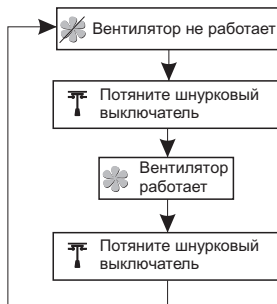 Вентилятор не работает
Потяните шнурковый
выключатель
Вентилятор
работает
Потяните шнурковый
выключатель